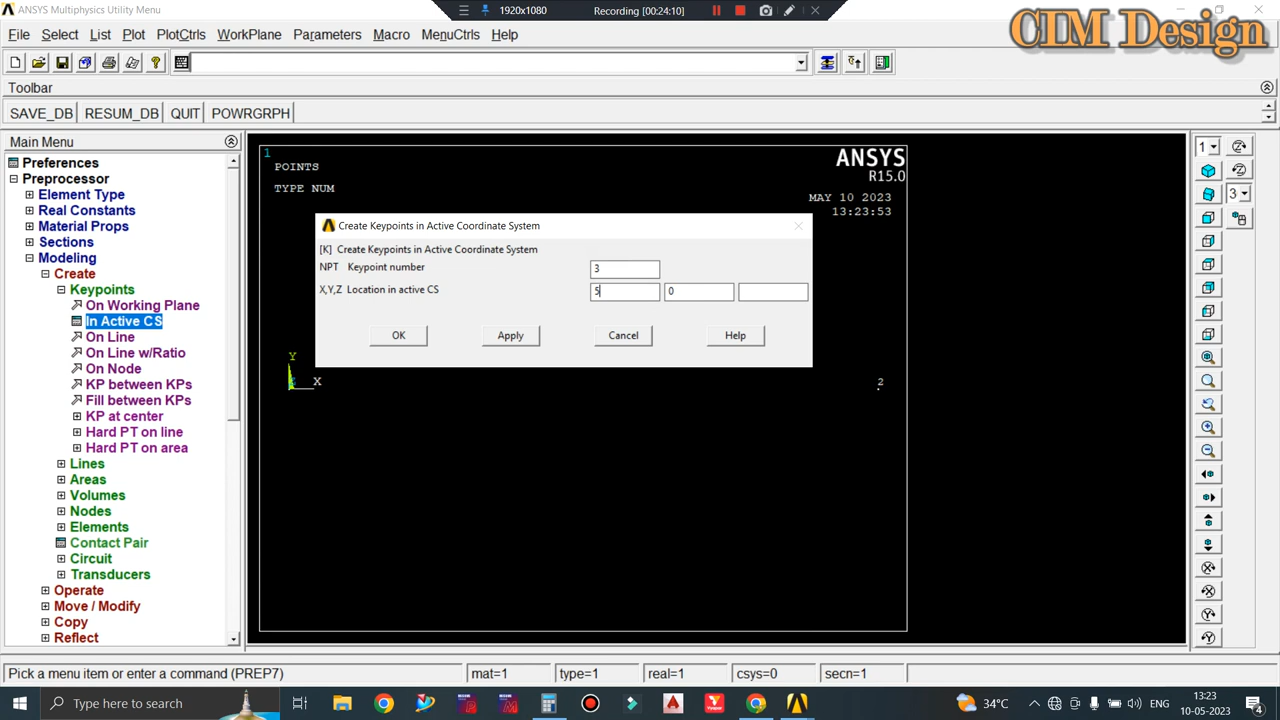 ANSYS Multiphysics Utility Menu
1920x1080
Recording [00:24:10]
CIM Design
File Select List Plot PlotCtrls WorkPlane Parameters Macro MenuCtrls Help
Toolbar
SAVE_DB RESUM_DB QUIT POWRGRPH
Main Menu
Preferences
Preprocessor
Element Type
Real Constants
Material Props
Sections
Modeling
Create
Keypoints
On Working Plane
In Active CS
On Line
On Line w/Ratio
On Node
KP between KPs
Fill between KPs
KP at center
Hard PT on line
Hard PT on area
Lines
Areas
Volumes
Nodes
Elements
Contact Pair
Circuit
Transducers
Operate
Move / Modify
Copy
Reflect
1
POINTS
TYPE NUM
ANSYS
R15.0
MAY 10 2023
13:23:53
Create Keypoints in Active Coordinate System
[K] Create Keypoints in Active Coordinate System
NPT Keypoint number 3
X,Y,Z Location in active CS 5 0
OK Apply Cancel Help
Y
X
2
1
3
Pick a menu item or enter a command (PREP7)
mat=1 type=1 real=1 csys=0 secn=1
Type here to search
34°C
ENG
13:23
10-05-2023